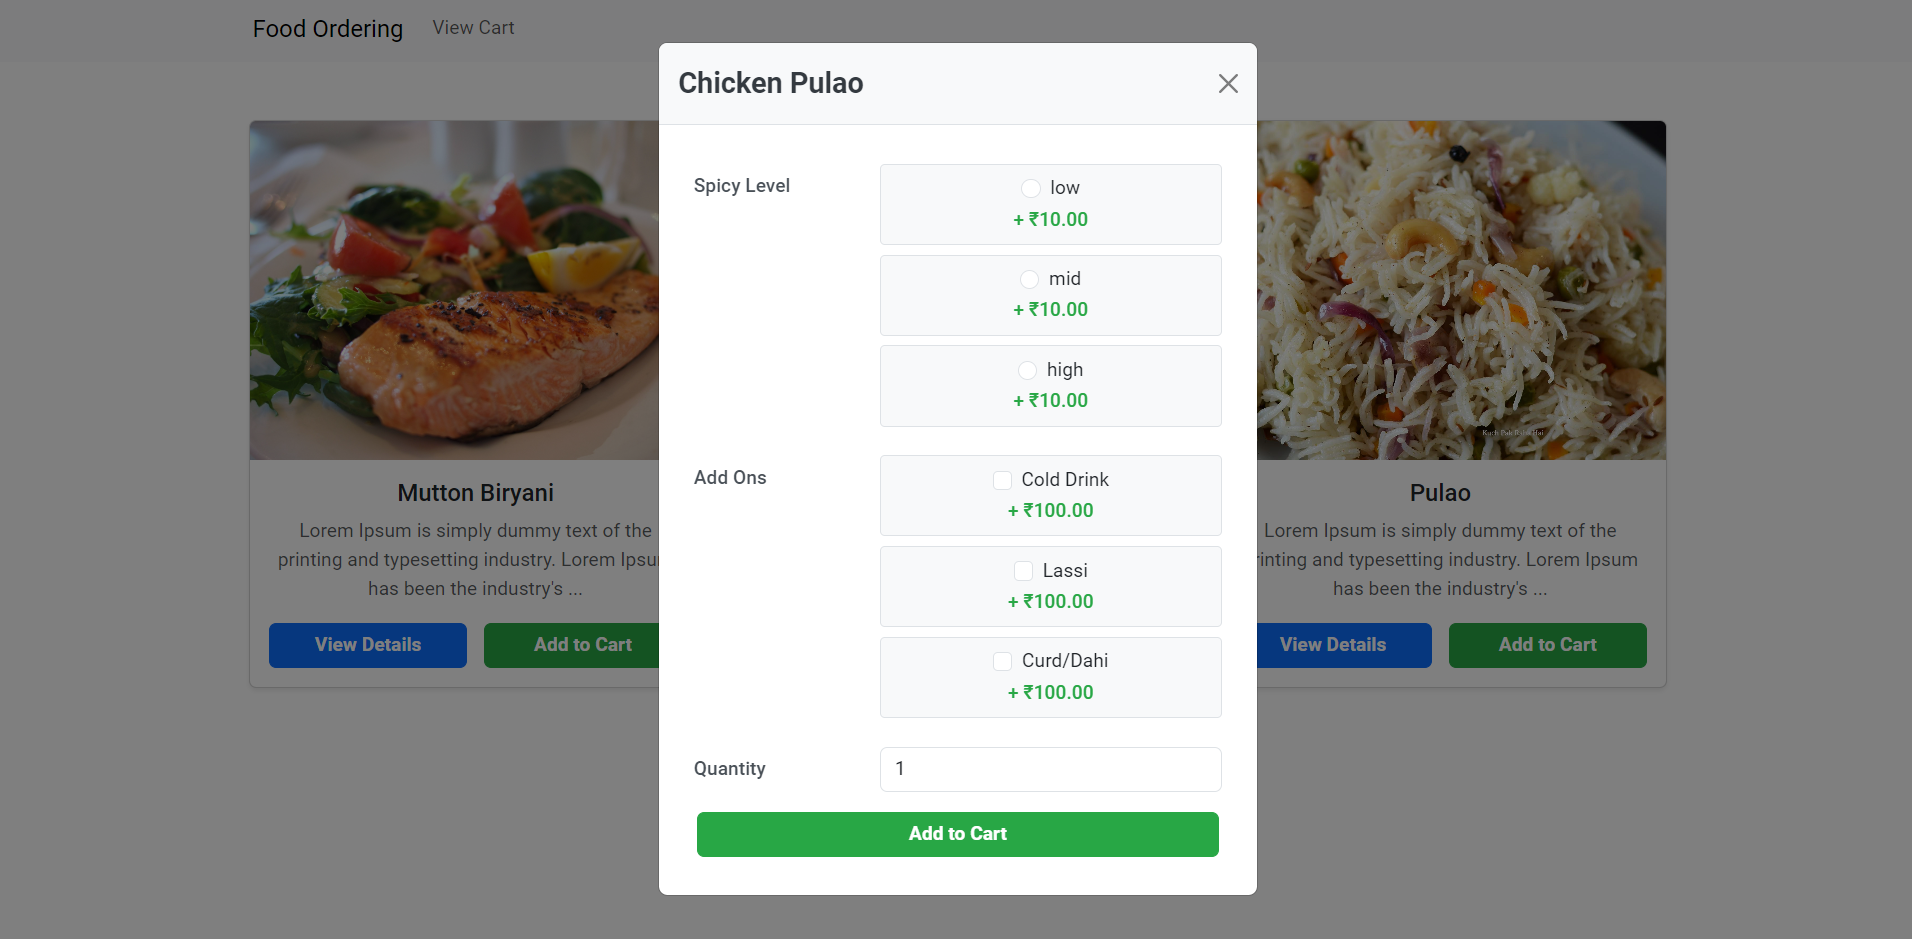 Food Ordering View Cart
Chicken Pulao
Spicy Level
low
+ ₹10.00
mid
+ ₹10.00
high
+ ₹10.00
Add Ons
Cold Drink
+ ₹100.00
Lassi
+ ₹100.00
Curd/Dahi
+ ₹100.00
Quantity
1
Add to Cart
Mutton Biryani
Lorem Ipsum is simply dummy text of the
printing and typesetting industry. Lorem Ipsu
has been the industry's ...
View Details Add to Cart
Kuch Pak Raha Hai
Pulao
Lorem Ipsum is simply dummy text of the
inting and typesetting industry. Lorem Ipsum
has been the industry's ...
View Details Add to Cart